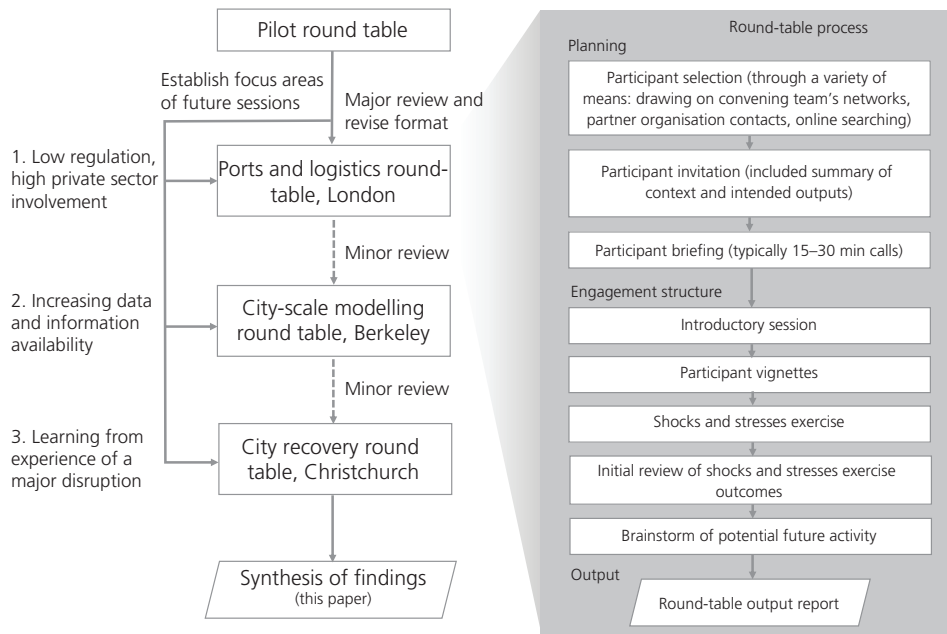 Pilot round table
Establish focus areas
of future sessions
Major review and
revise format
1. Low regulation,
high private sector
involvement
Ports and logistics round-
table, London
Minor review
2. Increasing data
and information
availability
City-scale modelling
round table, Berkeley
Minor review
3. Learning from
experience of a
major disruption
City recovery round
table, Christchurch
Synthesis of findings
(this paper)
Round-table process
Planning
Participant selection (through a variety of
means: drawing on convening team's networks,
partner organisation contacts, online searching)
Participant invitation (included summary of
context and intended outputs)
Participant briefing (typically 15–30 min calls)
Engagement structure
Introductory session
Participant vignettes
Shocks and stresses exercise
Initial review of shocks and stresses exercise
outcomes
Brainstorm of potential future activity
Output
Round-table output report